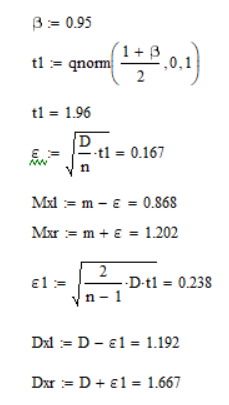 β := 0.95
t1 := qnorm((1 + β)/2, 0, 1)
t1 = 1.96
ε := √(D/n)·t1 = 0.167
Mxl := m − ε = 0.868
Mxr := m + ε = 1.202
ε1 := √(2/(n − 1))·D·t1 = 0.238
Dxl := D − ε1 = 1.192
Dxr := D + ε1 = 1.667